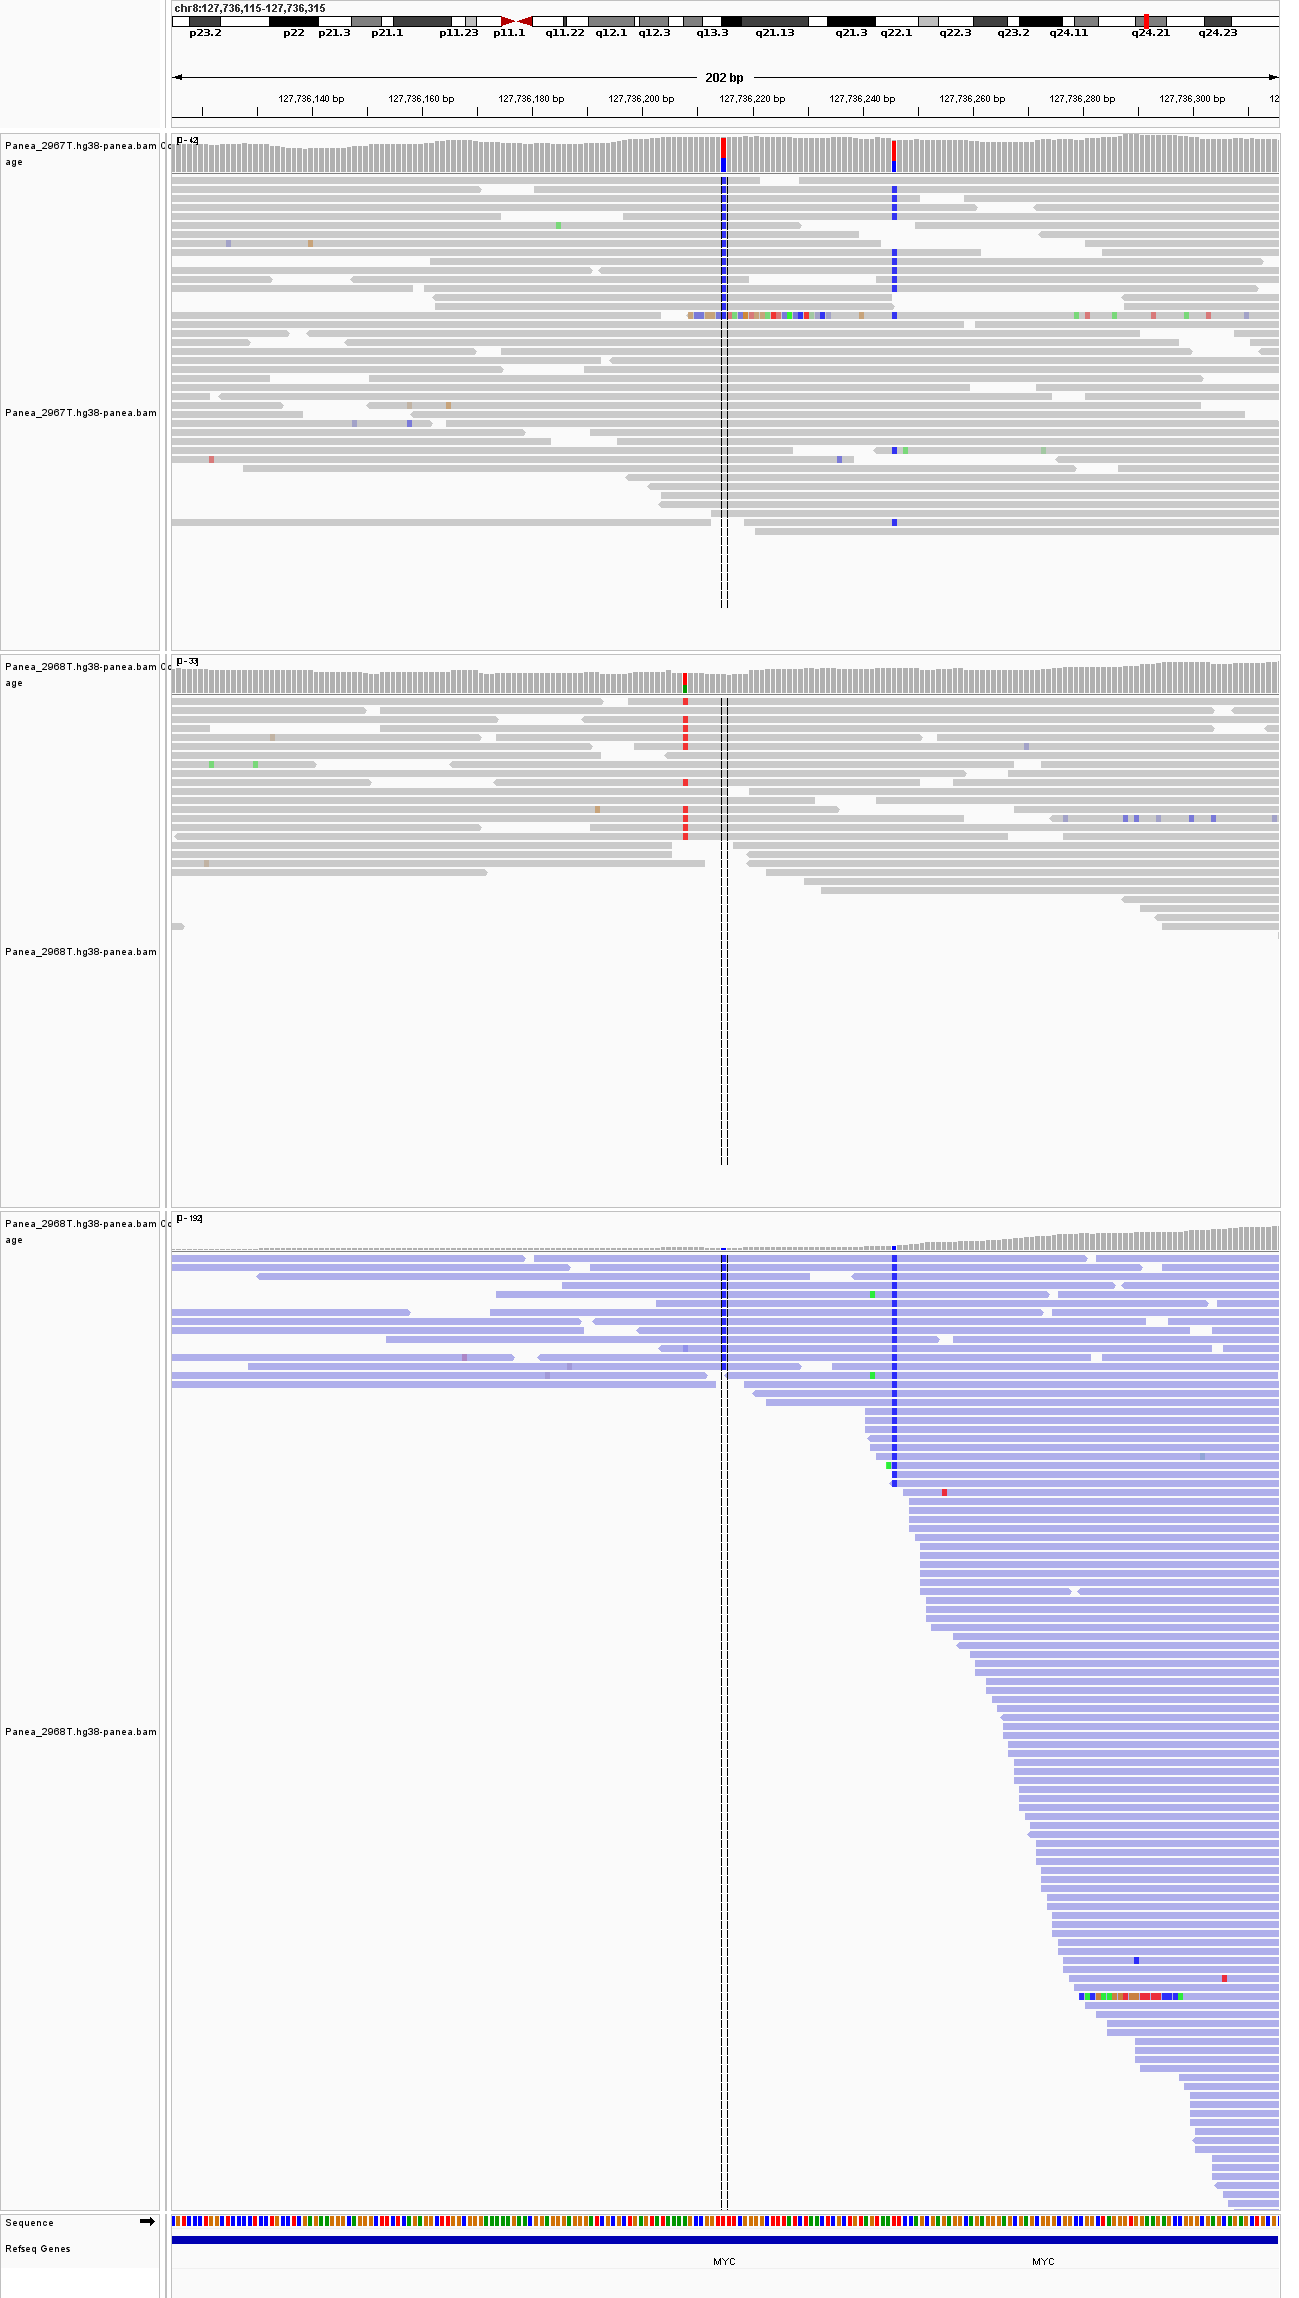 chr8:127,736,115-127,736,315
p23.2 p22 p21.3 p21.1 p11.23 p11.1 q11.22 q12.1 q12.3 q13.3 q21.13 q21.3 q22.1 q22.3 q23.2 q24.11 q24.21 q24.23
202 bp
127,736,140 bp 127,736,160 bp 127,736,180 bp 127,736,200 bp 127,736,220 bp 127,736,240 bp 127,736,260 bp 127,736,280 bp 127,736,300 bp 12
Panea_2967T.hg38-panea.bam Co [0 - 42]
age
Panea_2967T.hg38-panea.bam
Panea_2968T.hg38-panea.bam Co [0 - 33]
age
Panea_2968T.hg38-panea.bam
Panea_2968T.hg38-panea.bam Co [0 - 192]
age
Panea_2968T.hg38-panea.bam
Sequence
Refseq Genes
MYC MYC